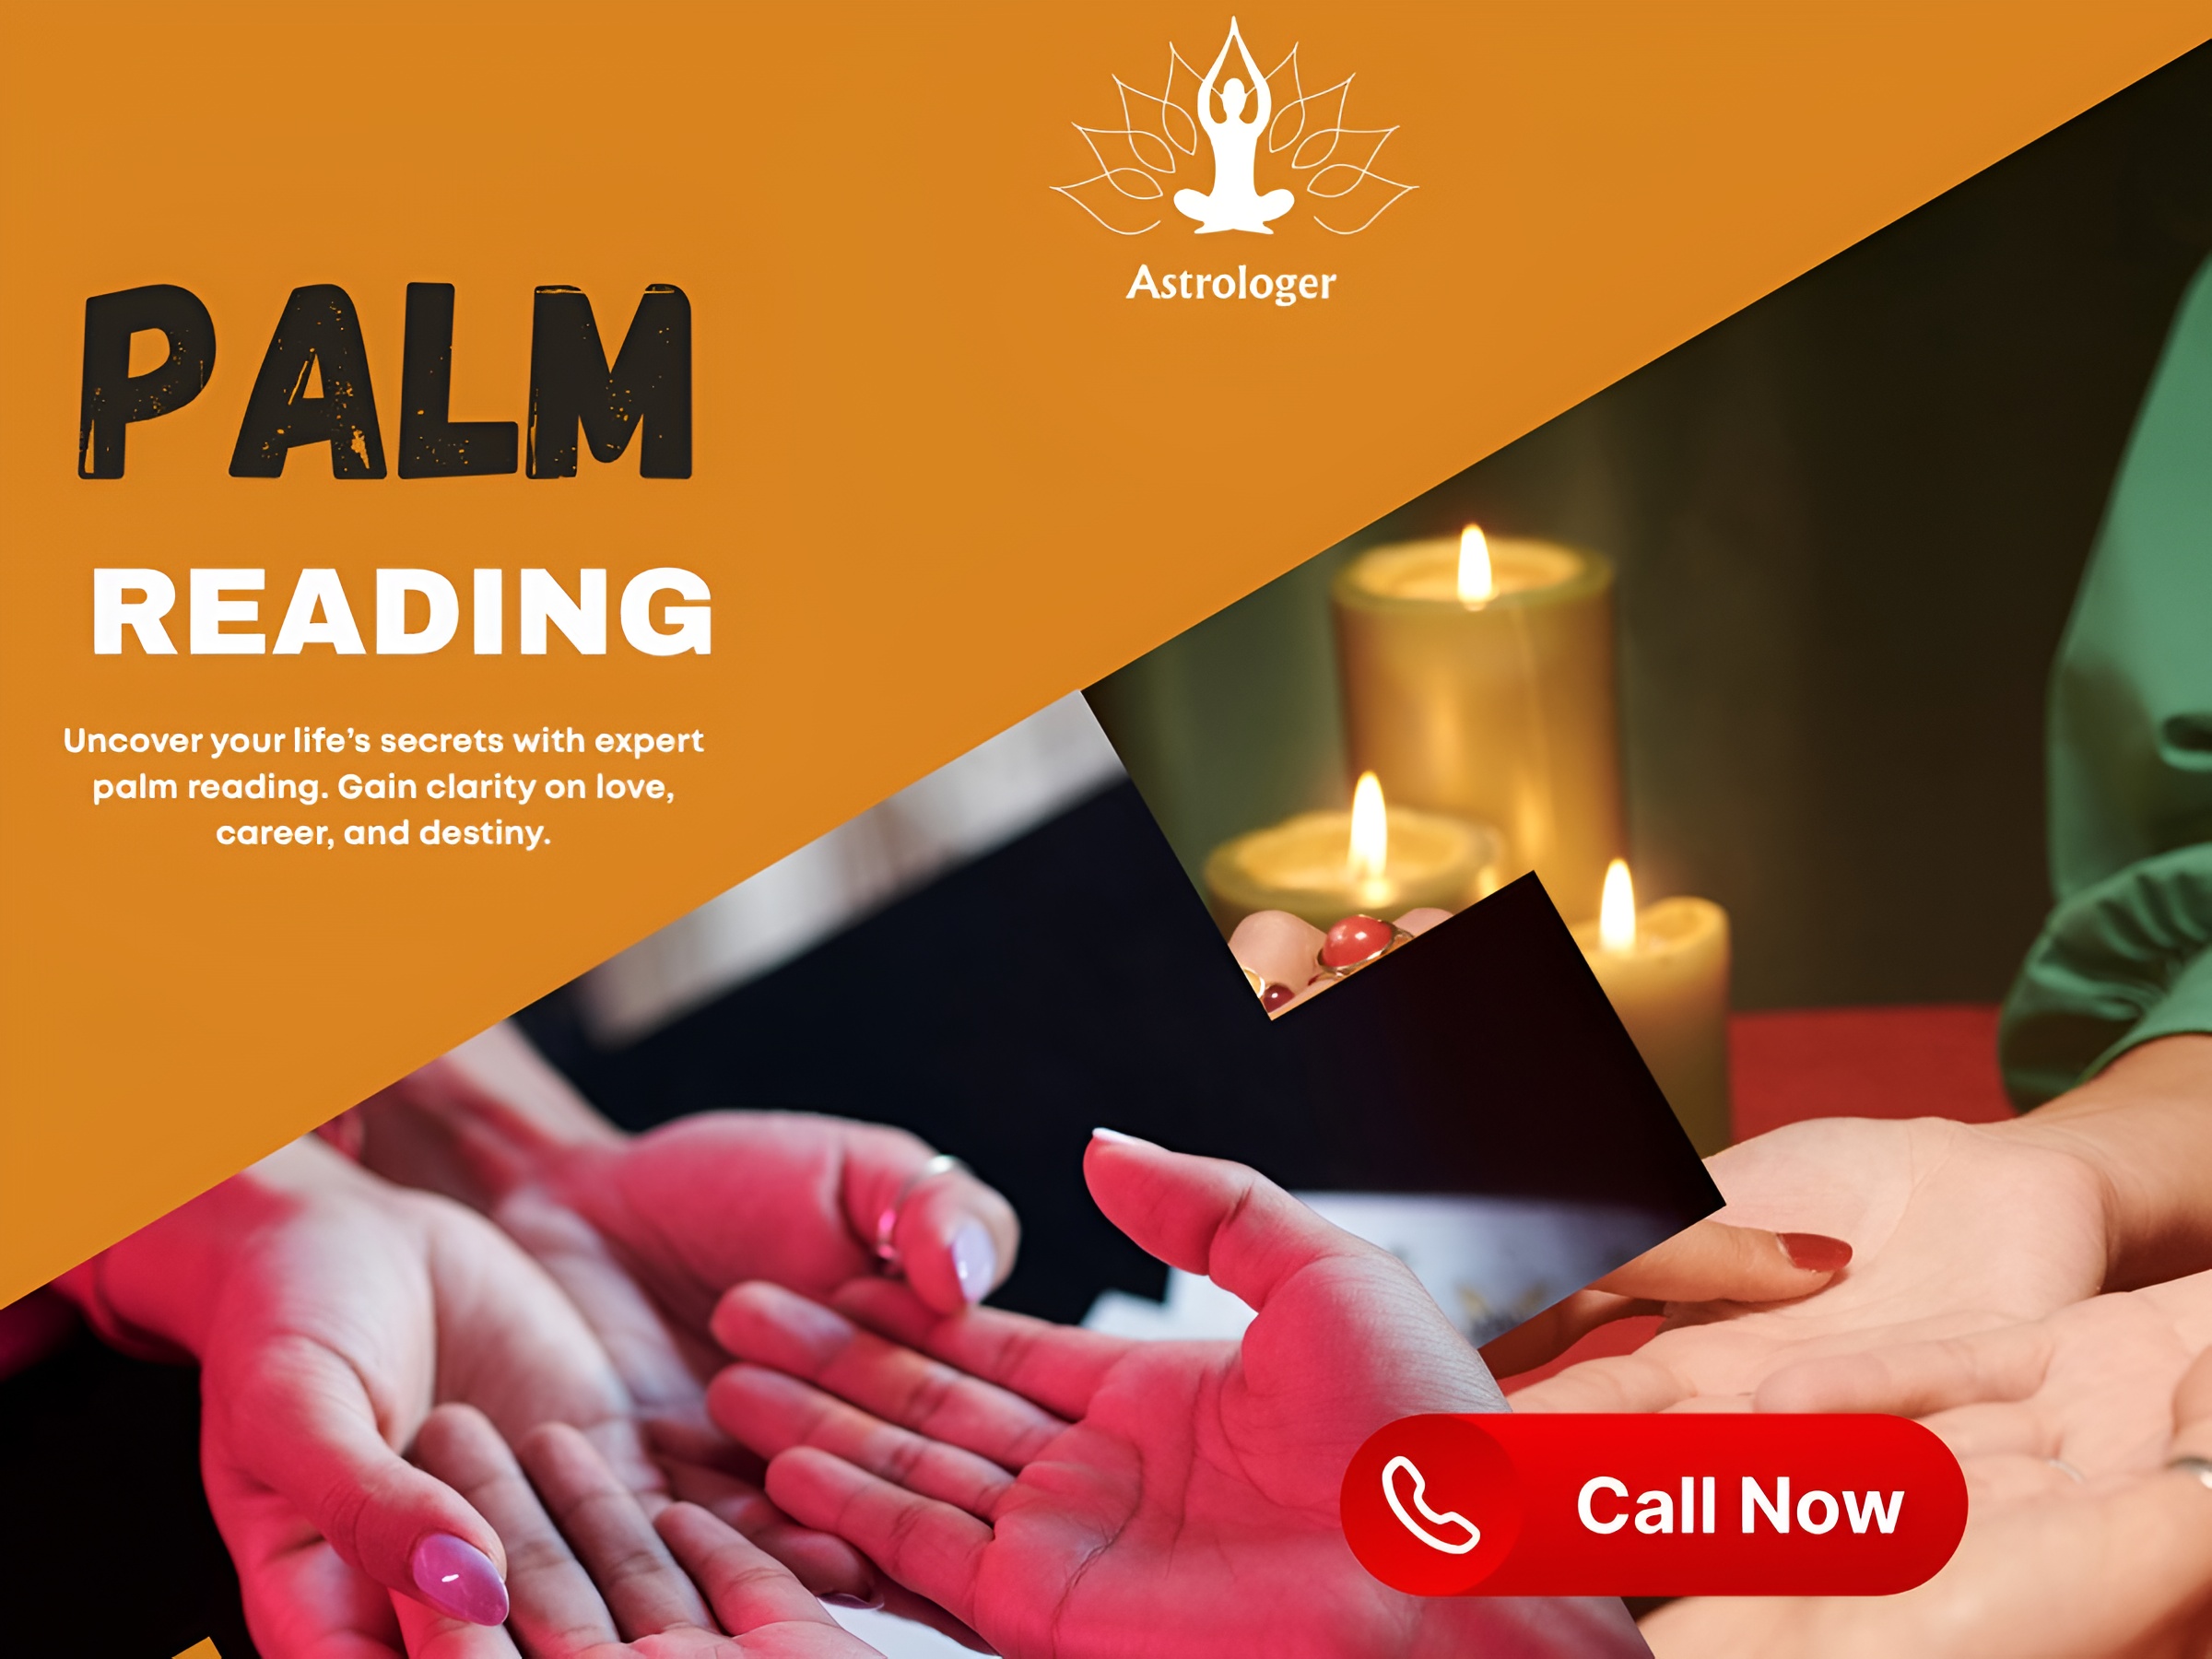 Astrologer
PALM
READING
Uncover your life's secrets with expert
palm reading. Gain clarity on love,
career, and destiny.
Call Now